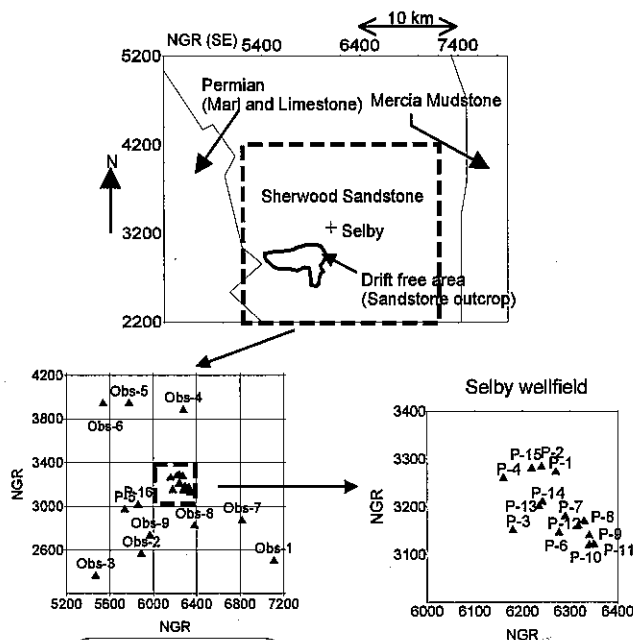 10 km
NGR (SE) 5400 6400 7400
5200
Permian
(Marl and Limestone)
Mercia Mudstone
4200
N
Sherwood Sandstone
Selby
3200
Drift free area
(Sandstone outcrop)
2200
4200
Obs-5 Obs-4
3800
Obs-6
NGR
3400
P-16
3000
Obs-8 Obs-7
Obs-9
Obs-2
2600
Obs-3
Obs-1
5200 5600 6000 6400 6800 7200
NGR
Selby wellfield
3400
3300
P-15 P-2
P-4 P-1
NGR
3200
P-14
P-13 P-7 P-8
P-3 P-12 P-9
P-6 P-11
P-10
3100
6000 6200 6400
NGR